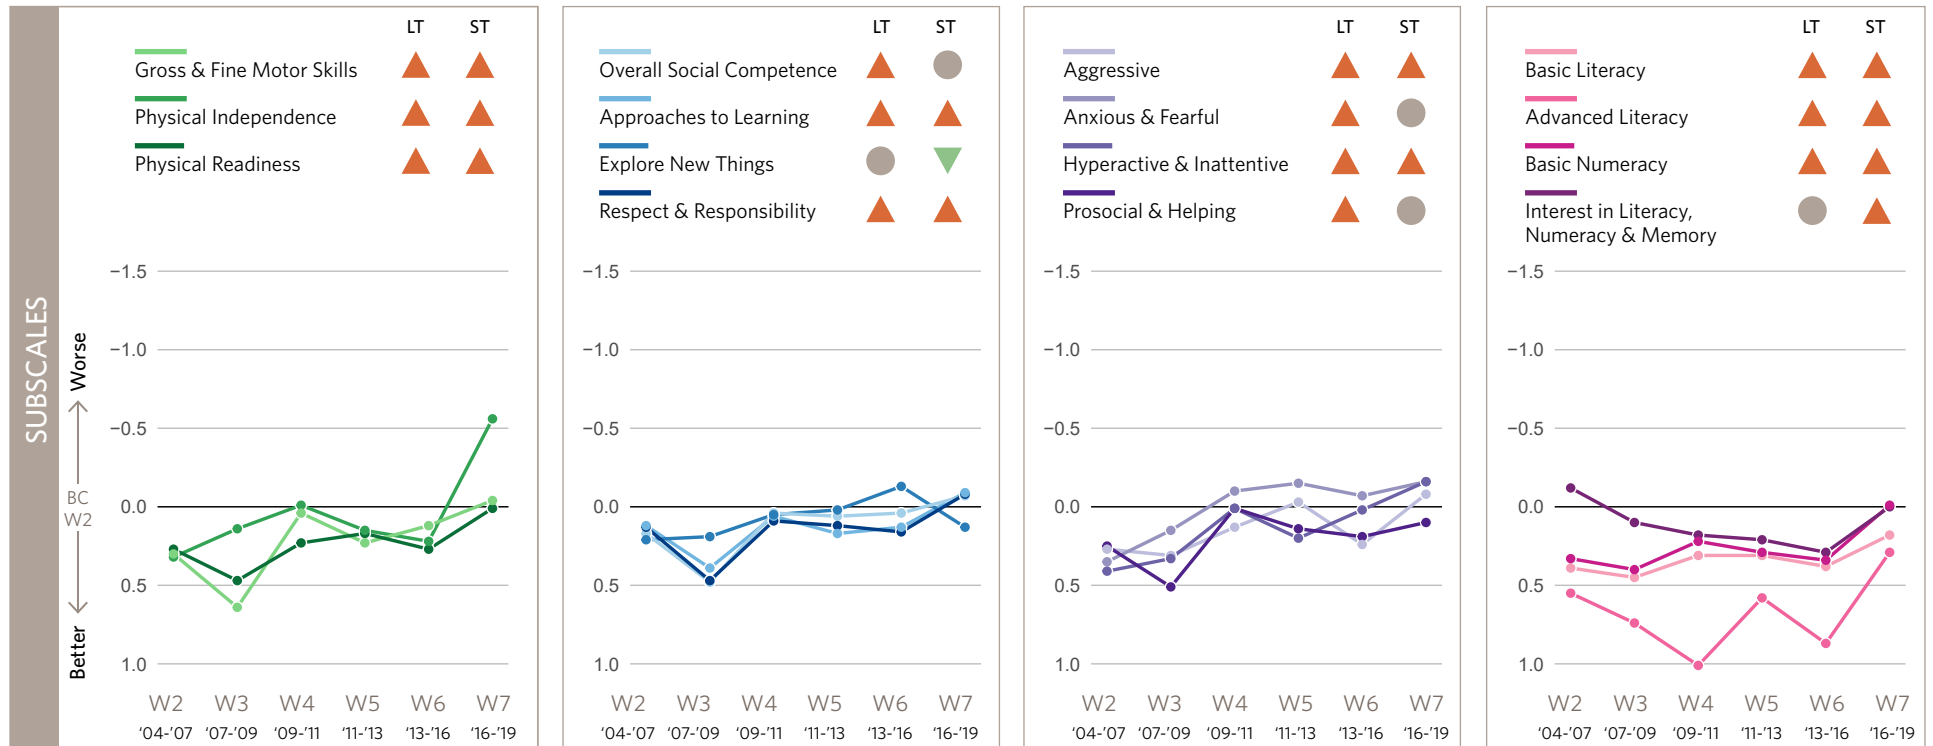 SUBSCALES
Worse
BC
W2
Better
LT ST
Gross & Fine Motor Skills
Physical Independence
Physical Readiness
−1.5
−1.0
−0.5
0.0
0.5
1.0
W2 W3 W4 W5 W6 W7
‘04-’07 ‘07-’09 ‘09-’11 ‘11-’13 ‘13-’16 ‘16-’19
LT ST
Overall Social Competence
Approaches to Learning
Explore New Things
Respect & Responsibility
−1.5
−1.0
−0.5
0.0
0.5
1.0
W2 W3 W4 W5 W6 W7
‘04-’07 ‘07-’09 ‘09-’11 ‘11-’13 ‘13-’16 ‘16-’19
LT ST
Aggressive
Anxious & Fearful
Hyperactive & Inattentive
Prosocial & Helping
−1.5
−1.0
−0.5
0.0
0.5
1.0
W2 W3 W4 W5 W6 W7
‘04-’07 ‘07-’09 ‘09-’11 ‘11-’13 ‘13-’16 ‘16-’19
LT ST
Basic Literacy
Advanced Literacy
Basic Numeracy
Interest in Literacy,
Numeracy & Memory
−1.5
−1.0
−0.5
0.0
0.5
1.0
W2 W3 W4 W5 W6 W7
‘04-’07 ‘07-’09 ‘09-’11 ‘11-’13 ‘13-’16 ‘16-’19